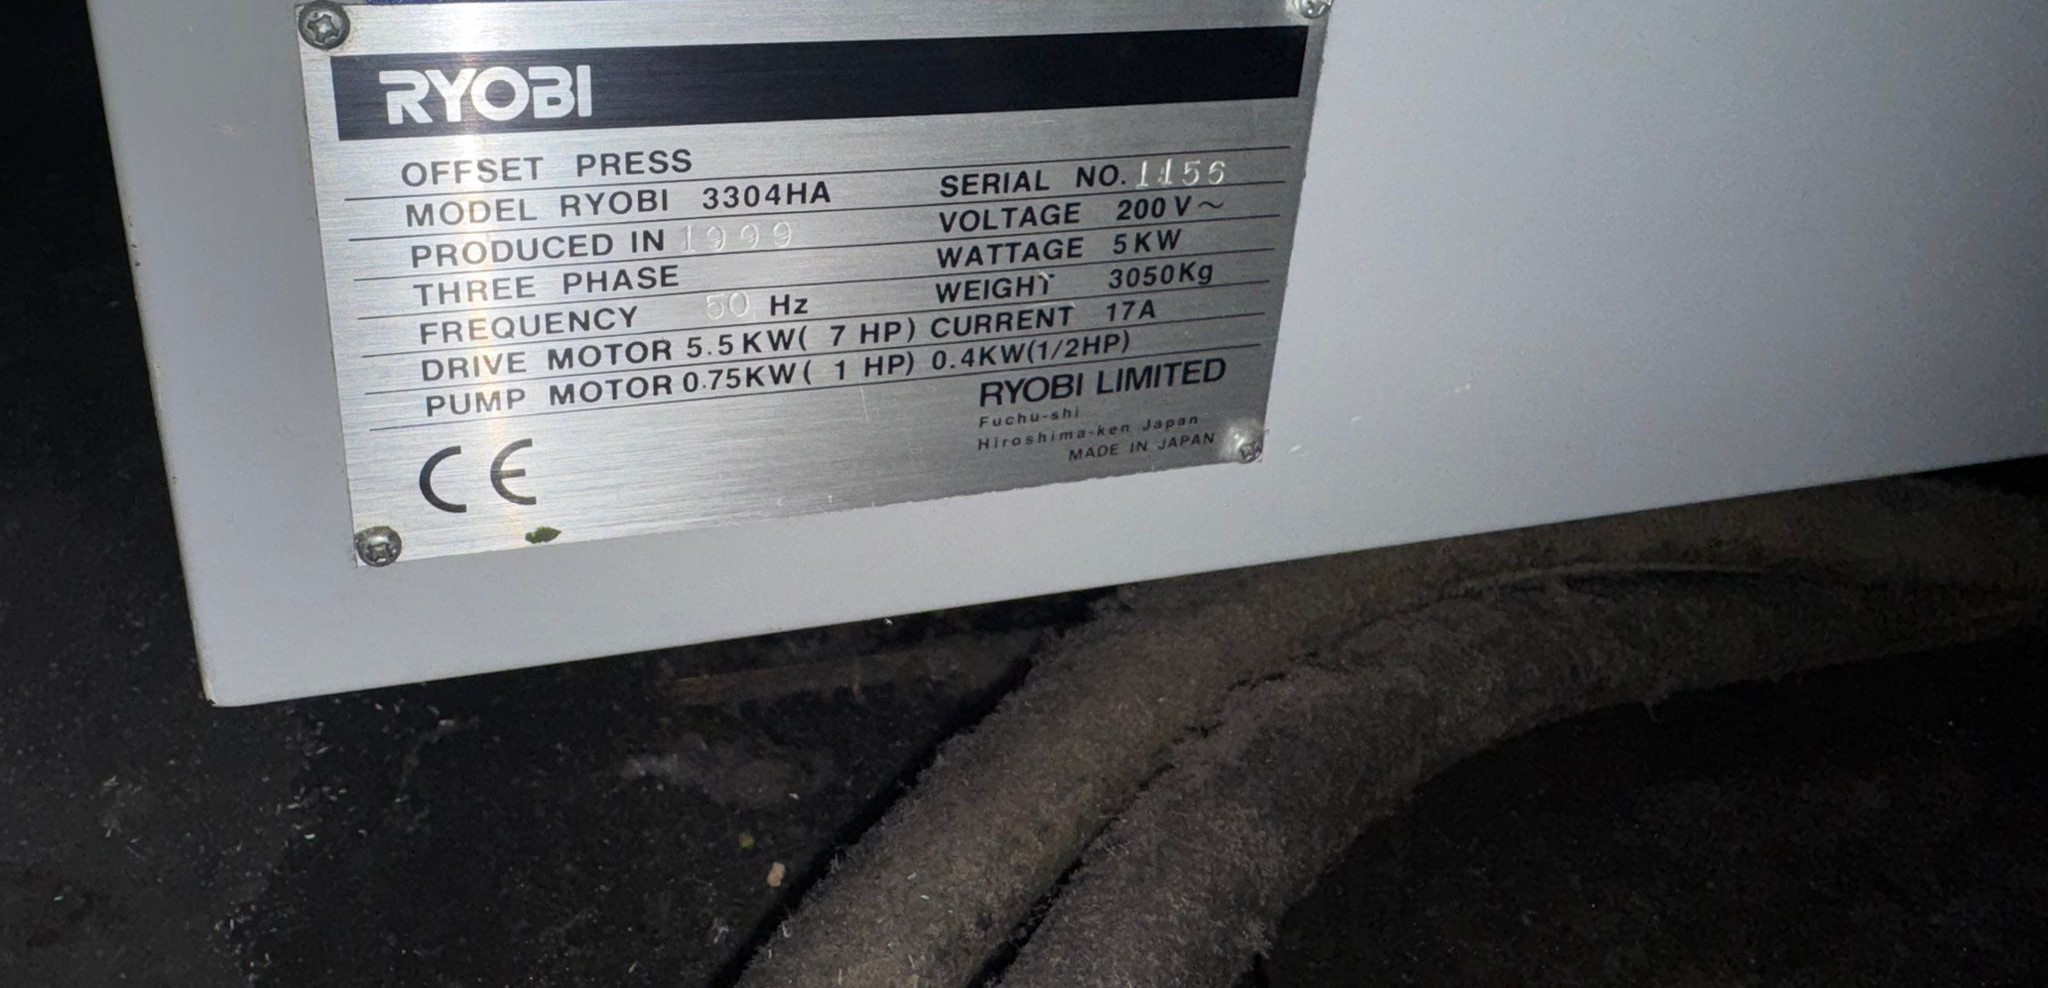 RYOBI
OFFSET PRESS
MODEL RYOBI 3304HA SERIAL NO. 1156
PRODUCED IN 1999 VOLTAGE 200V~
THREE PHASE WATTAGE 5KW
FREQUENCY 50 Hz WEIGHT 3050Kg
DRIVE MOTOR 5.5KW( 7 HP) CURRENT 17A
PUMP MOTOR 0.75KW( 1 HP) 0.4KW(1/2HP)
RYOBI LIMITED
Fuchu-shi
Hiroshima-ken Japan
MADE IN JAPAN
CE